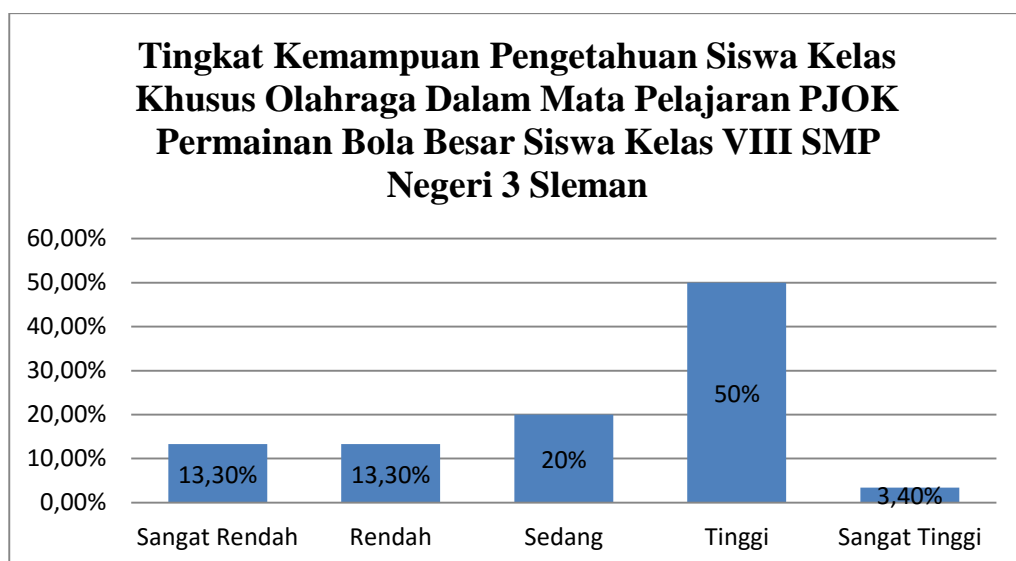 Tingkat Kemampuan Pengetahuan Siswa Kelas
Khusus Olahraga Dalam Mata Pelajaran PJOK
Permainan Bola Besar Siswa Kelas VIII SMP
Negeri 3 Sleman
60,00%
50,00%
40,00%
30,00%
20,00%
10,00%
0,00%
13,30%
13,30%
20%
50%
3,40%
Sangat Rendah
Rendah
Sedang
Tinggi
Sangat Tinggi